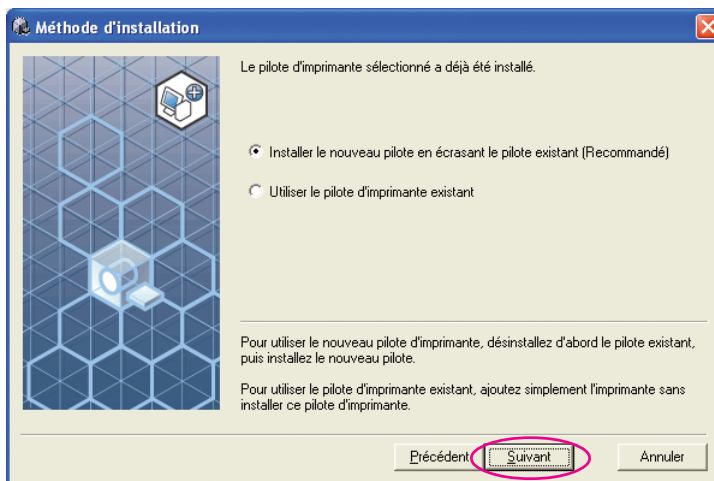 Méthode d'installation
Le pilote d'imprimante sélectionné a déjà été installé.
Installer le nouveau pilote en écrasant le pilote existant (Recommandé)
Utiliser le pilote d'imprimante existant
Pour utiliser le nouveau pilote d'imprimante, désinstallez d'abord le pilote existant,
puis installez le nouveau pilote.
Pour utiliser le pilote d'imprimante existant, ajoutez simplement l'imprimante sans
installer ce pilote d'imprimante.
Précédent Suivant Annuler